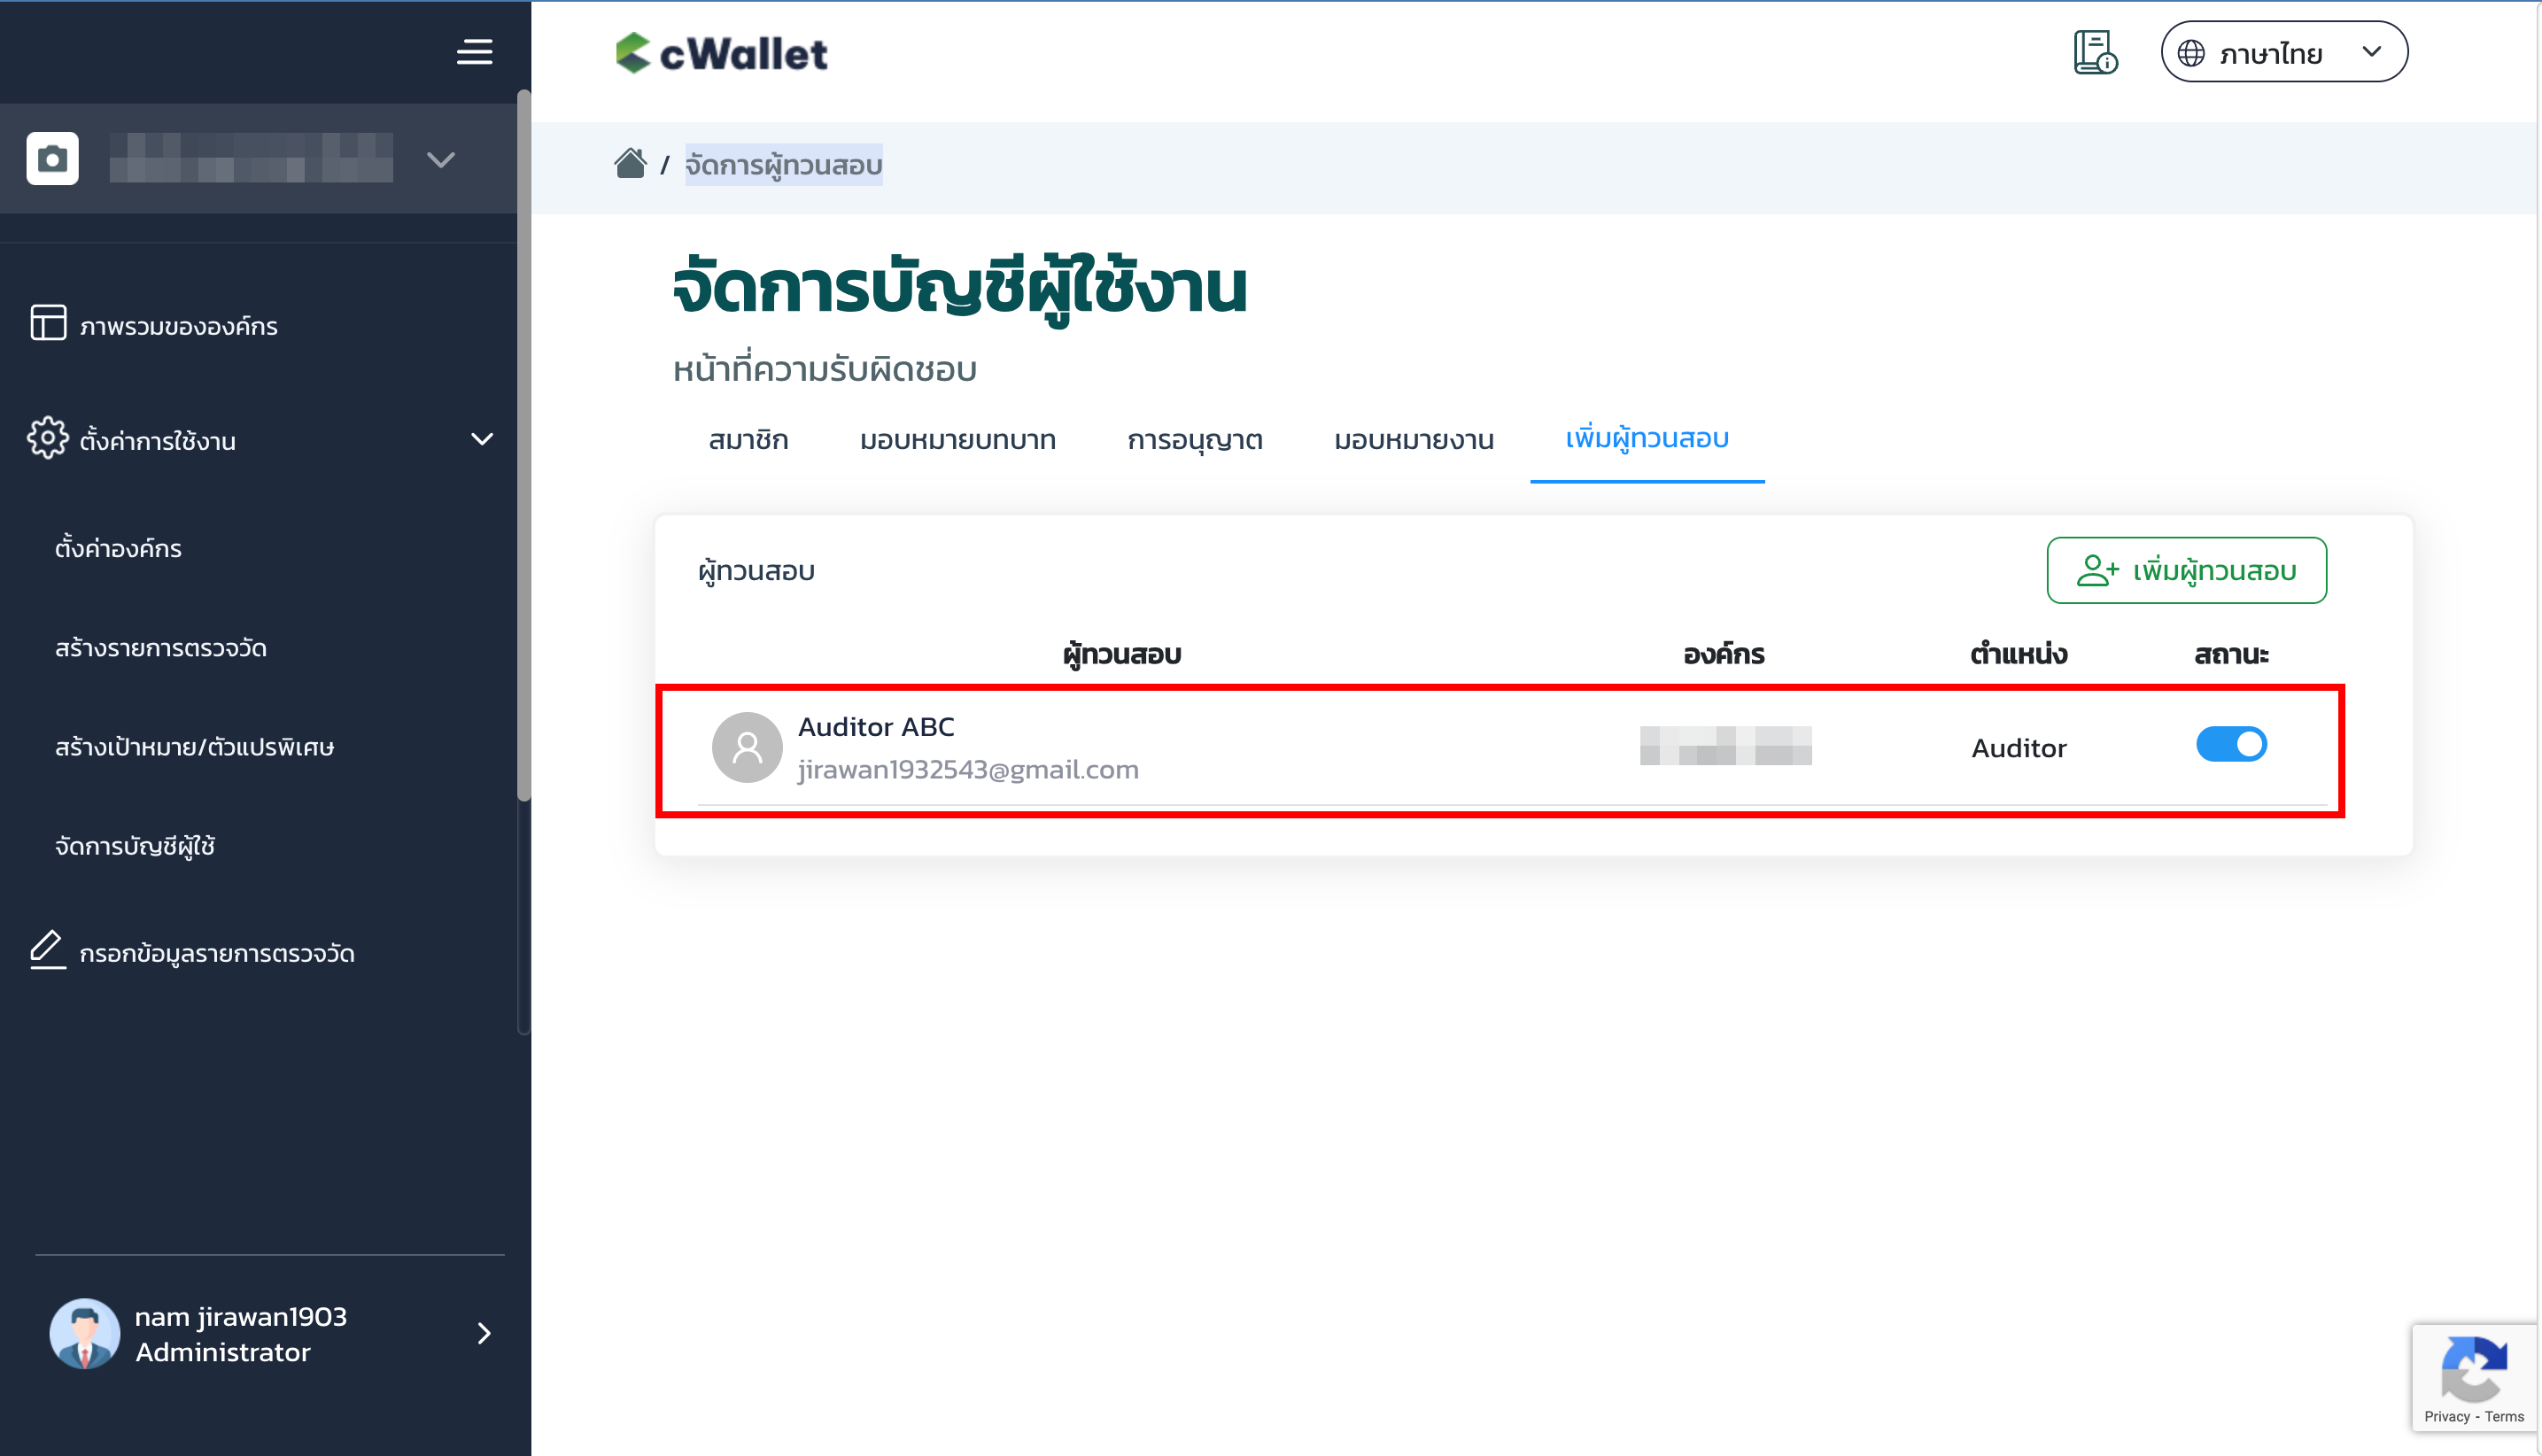 cWallet
ภาษาไทย
/ จัดการผู้ทวนสอบ
ภาพรวมขององค์กร
ตั้งค่าการใช้งาน
ตั้งค่าองค์กร
สร้างรายการตรวจวัด
สร้างเป้าหมาย/ตัวแปรพิเศษ
จัดการบัญชีผู้ใช้
กรอกข้อมูลรายการตรวจวัด
nam jirawan1903
Administrator
จัดการบัญชีผู้ใช้งาน
หน้าที่ความรับผิดชอบ
สมาชิก มอบหมายบทบาท การอนุญาต มอบหมายงาน เพิ่มผู้ทวนสอบ
ผู้ทวนสอบ เพิ่มผู้ทวนสอบ
ผู้ทวนสอบ องค์กร ตำแหน่ง สถานะ
Auditor ABC
jirawan1932543@gmail.com
Auditor
Privacy - Terms